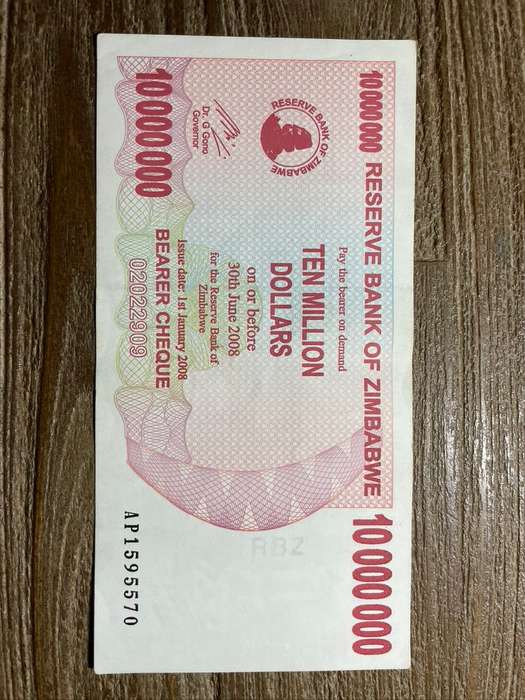 10 000 000 RESERVE BANK OF ZIMBABWE 10 000 000
RESERVE BANK OF ZIMBABWE
Pay the bearer on demand
TEN MILLION
DOLLARS
RBZ
on or before
30th June 2008
for the Reserve Bank of
Zimbabwe
Dr. G Gono
Governor
Issue date: 1st January 2008
10 000 000
BEARER CHEQUE
02022909
AP1595570